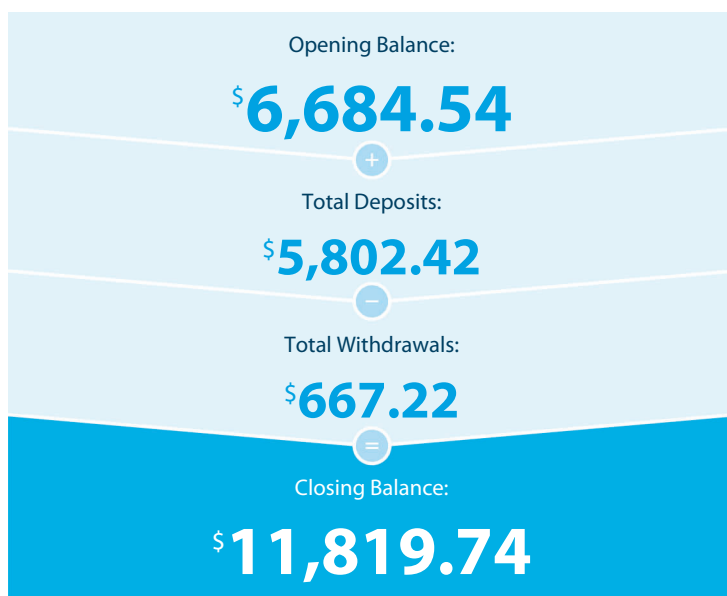 Opening Balance:
$6,684.54
+
Total Deposits:
$5,802.42
−
Total Withdrawals:
$667.22
=
Closing Balance:
$11,819.74